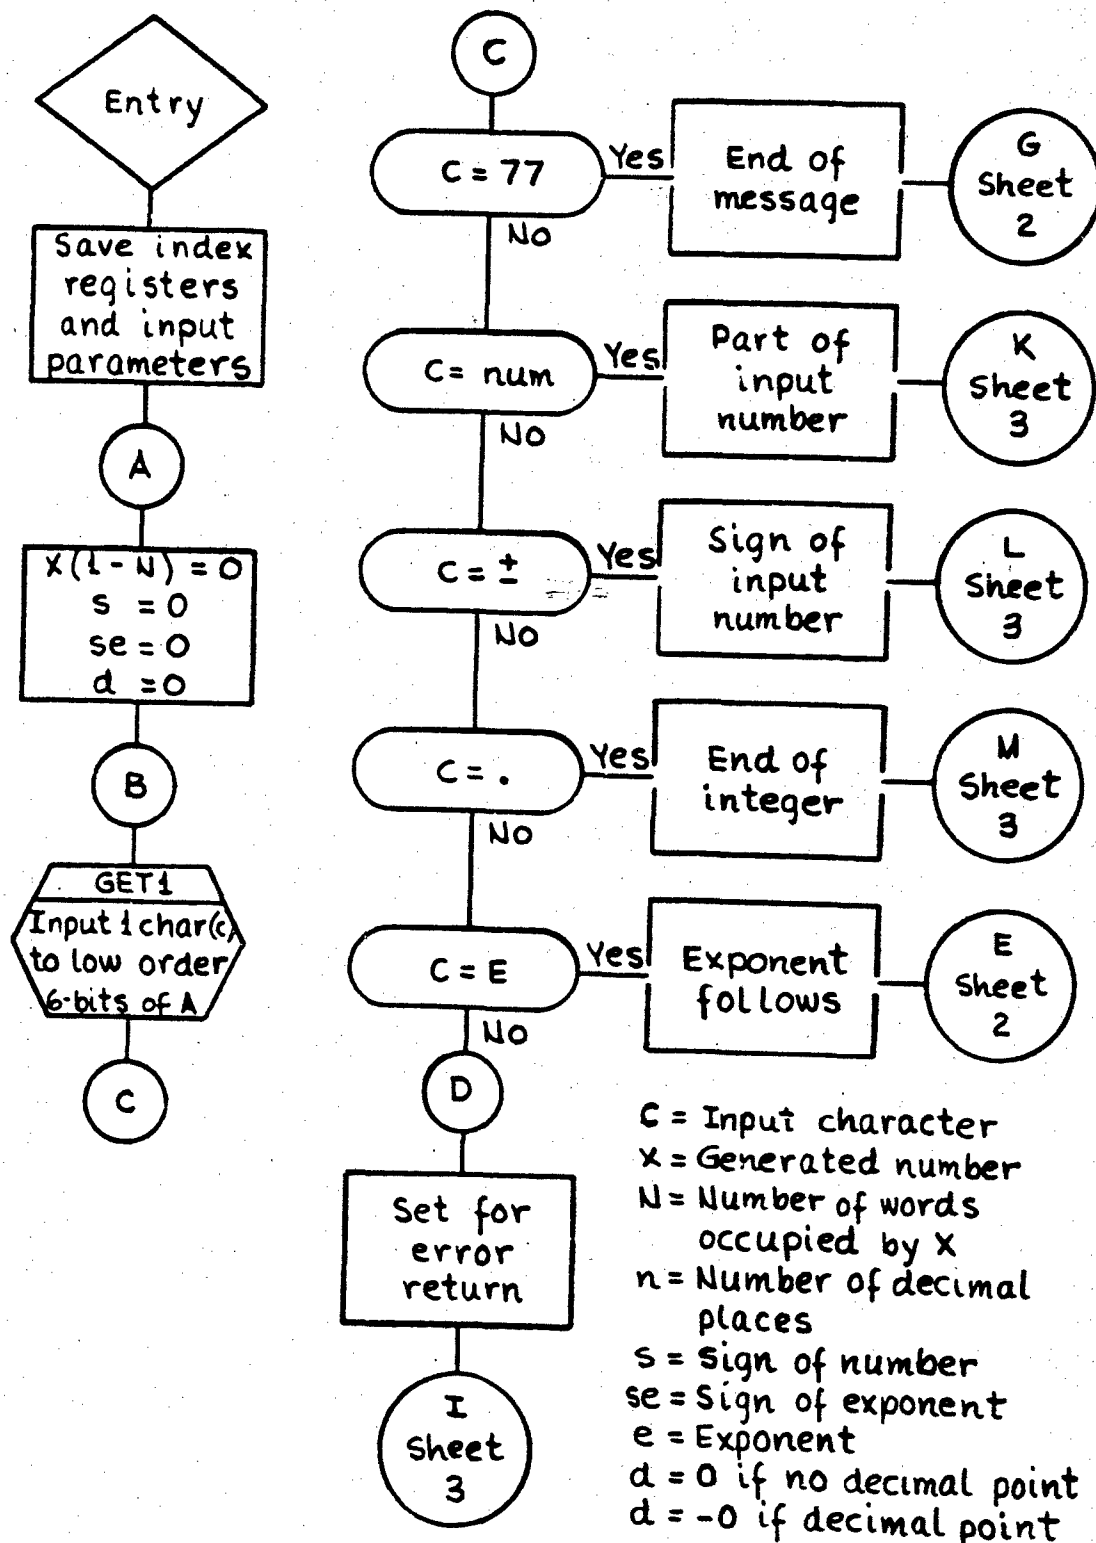 Entry
Save index
registers
and input
parameters
A
X(1-N) = 0
s = 0
se = 0
d = 0
B
GET1
Input 1 char(c)
to low order
6-bits of A
C
C
C = 77
Yes
End of
message
G
Sheet
2
NO
C = num
Yes
Part of
input
number
K
Sheet
3
NO
C = ±
Yes
Sign of
input
number
L
Sheet
3
NO
C = .
Yes
End of
integer
M
Sheet
3
NO
C = E
Yes
Exponent
follows
E
Sheet
2
NO
D
Set for
error
return
I
Sheet
3
C = Input character
X = Generated number
N = Number of words
occupied by X
n = Number of decimal
places
s = Sign of number
se = Sign of exponent
e = Exponent
d = 0 if no decimal point
d = -0 if decimal point